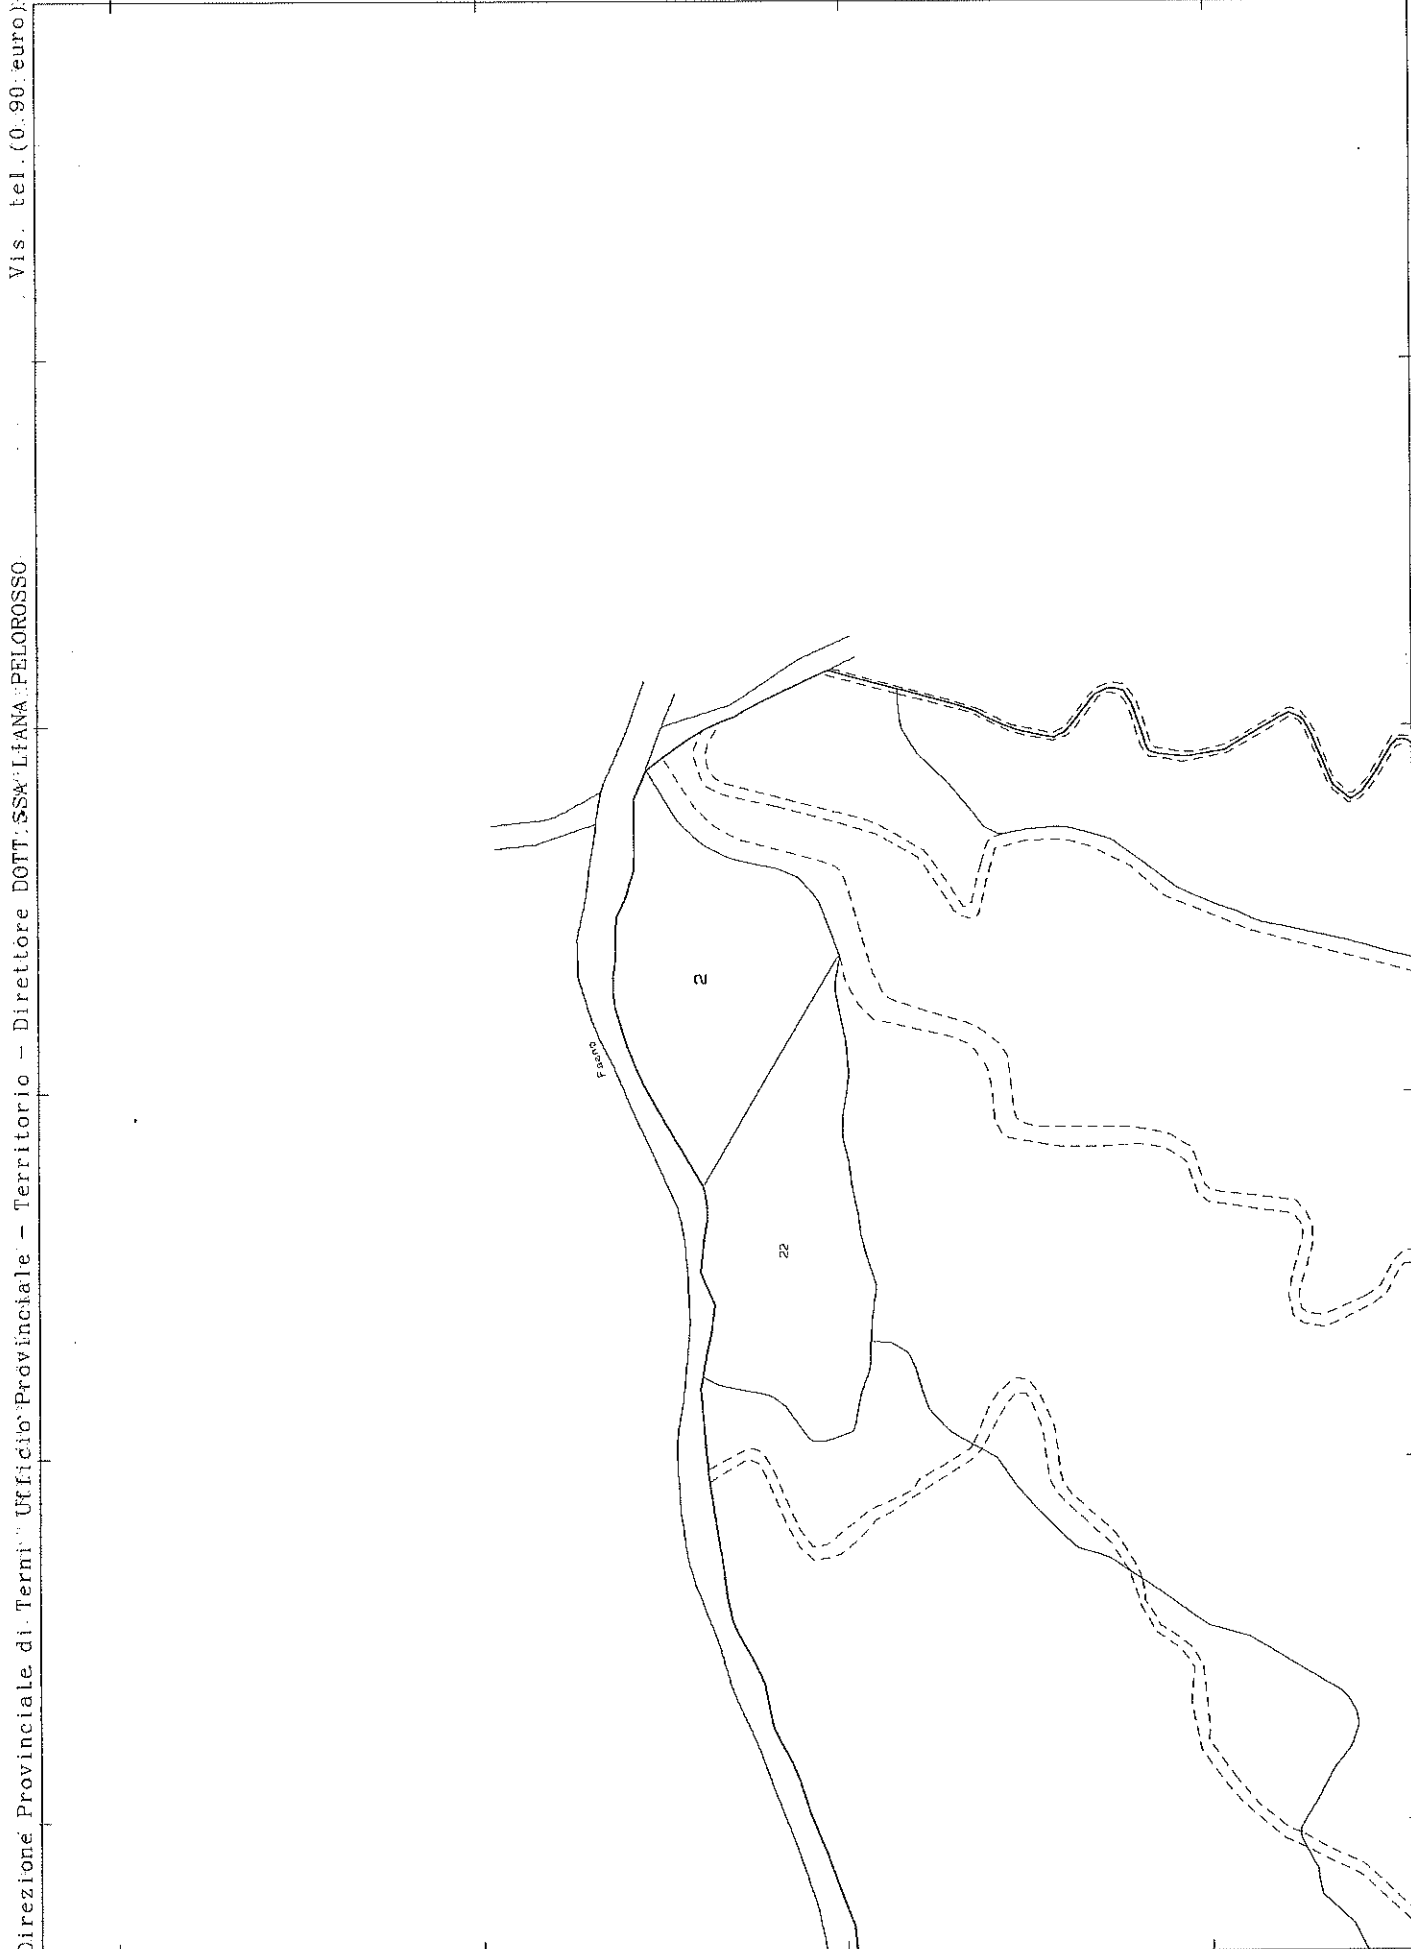 Direzione Provinciale di Terni Ufficio Provinciale - Territorio - Direttore DOTT.SSA LIANA PELOROSSO Vis. tel. (0.90 euro)
2
22